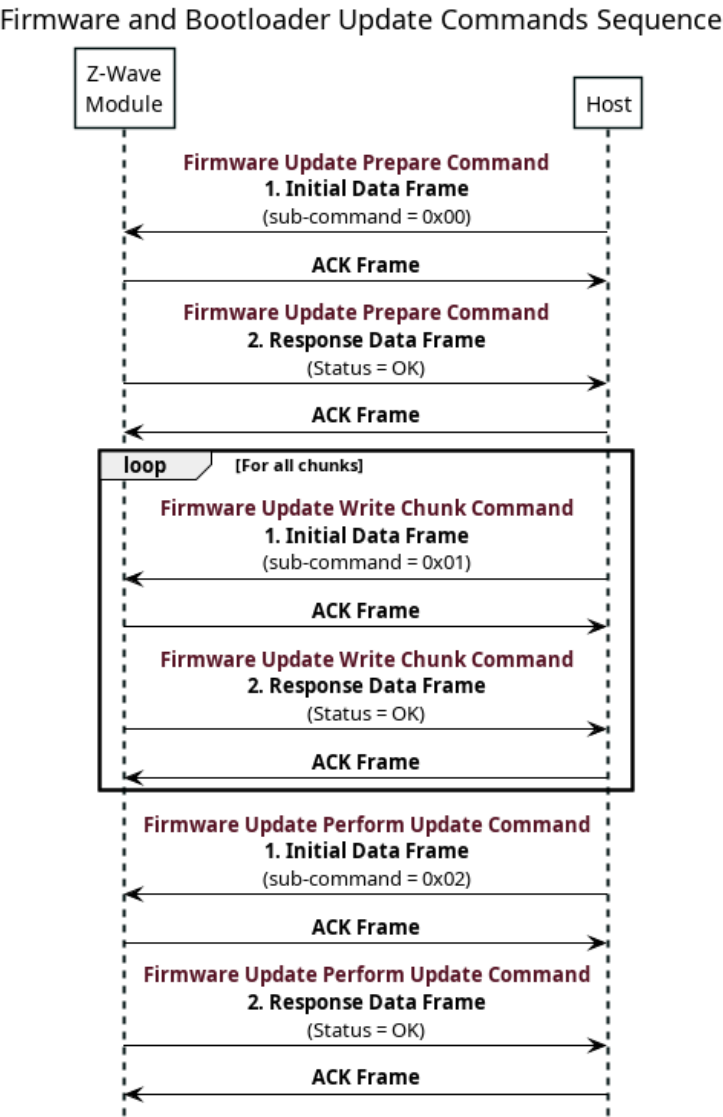 Firmware and Bootloader Update Commands Sequence
Z-Wave
Module
Host
Firmware Update Prepare Command
1. Initial Data Frame
(sub-command = 0x00)
ACK Frame
Firmware Update Prepare Command
2. Response Data Frame
(Status = OK)
ACK Frame
loop [For all chunks]
Firmware Update Write Chunk Command
1. Initial Data Frame
(sub-command = 0x01)
ACK Frame
Firmware Update Write Chunk Command
2. Response Data Frame
(Status = OK)
ACK Frame
Firmware Update Perform Update Command
1. Initial Data Frame
(sub-command = 0x02)
ACK Frame
Firmware Update Perform Update Command
2. Response Data Frame
(Status = OK)
ACK Frame